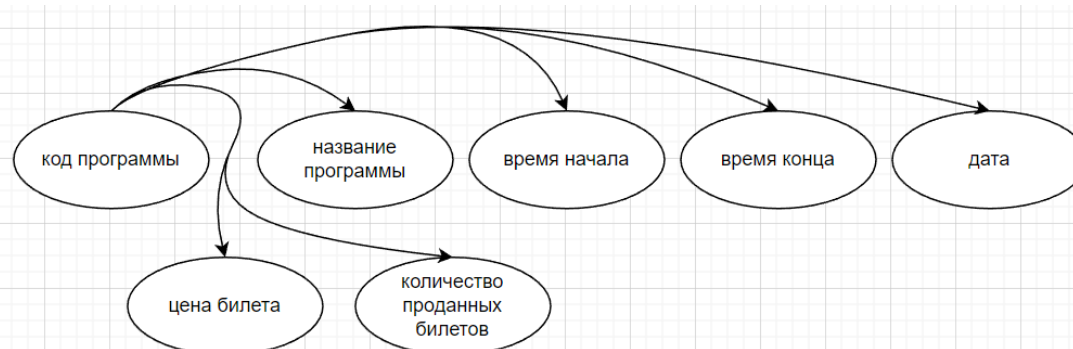 код программы
название
программы
время начала
время конца
дата
цена билета
количество
проданных
билетов